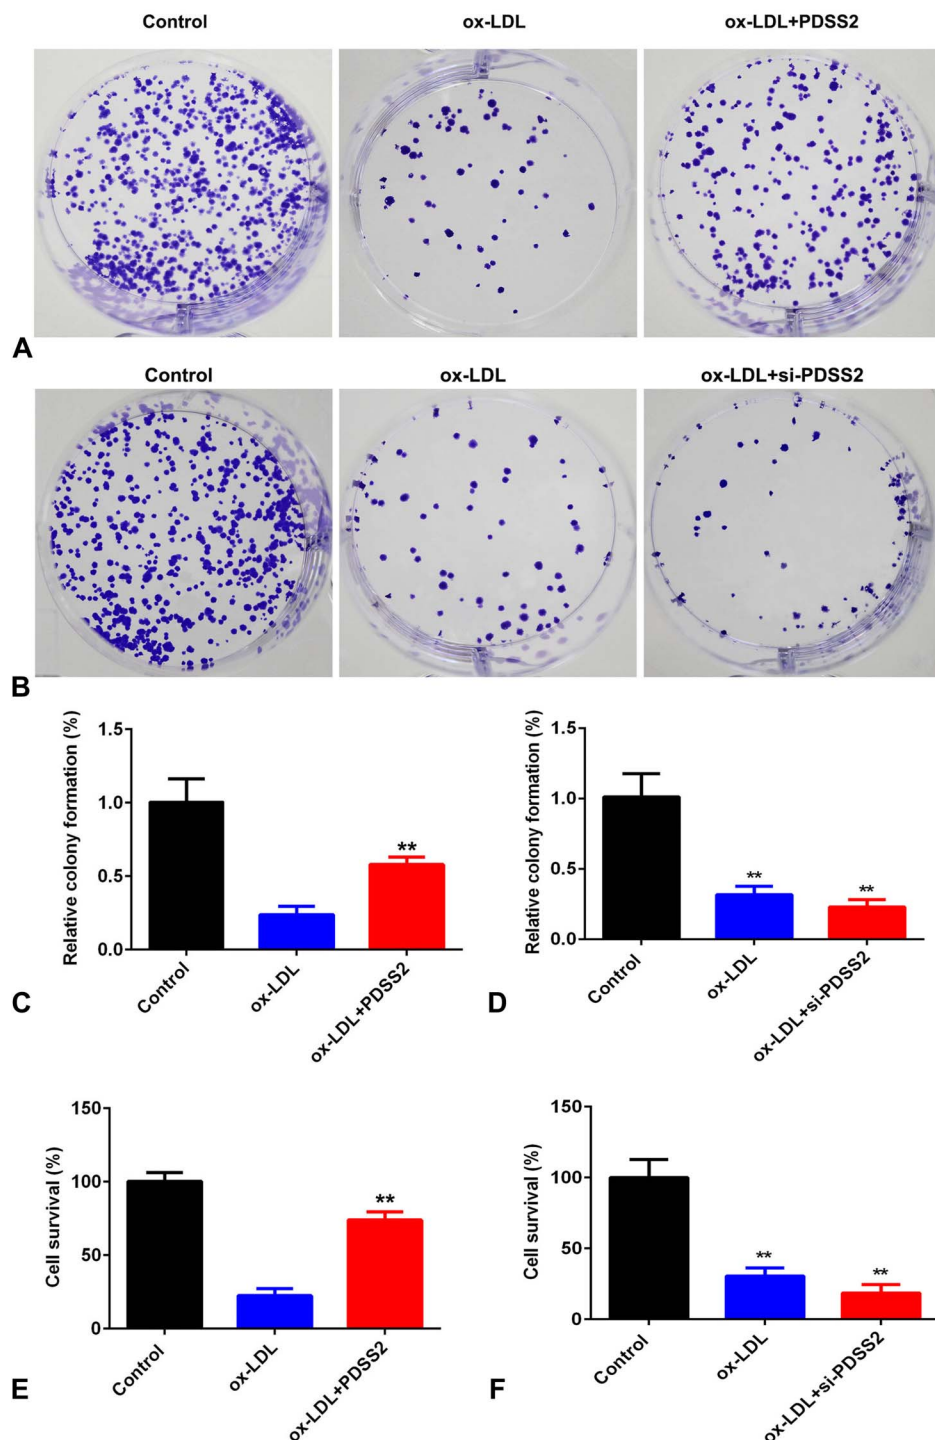 Control ox-LDL ox-LDL+PDSS2
A
Control ox-LDL ox-LDL+si-PDSS2
B
Relative colony formation (%)
1.5
1.0
0.5
0.0
**
Control
ox-LDL
ox-LDL+PDSS2
C
Relative colony formation (%)
1.5
1.0
0.5
0.0
**
**
Control
ox-LDL
ox-LDL+si-PDSS2
D
Cell survival (%)
150
100
50
0
**
Control
ox-LDL
ox-LDL+PDSS2
E
Cell survival (%)
150
100
50
0
**
**
Control
ox-LDL
ox-LDL+si-PDSS2
F